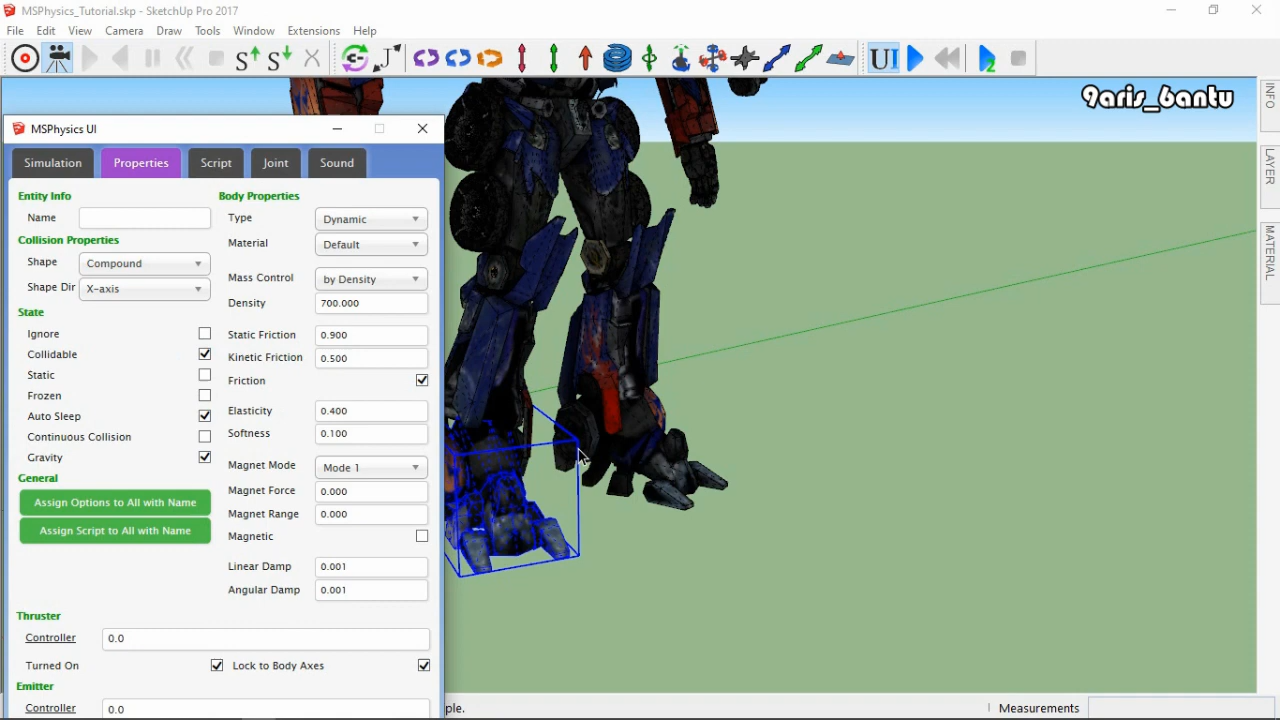 MSPhysics_Tutorial.skp - SketchUp Pro 2017
File Edit View Camera Draw Tools Window Extensions Help
UI
2
9aris_6antu
INFO
LAYER
MATERIAL
MSPhysics UI
Simulation Properties Script Joint Sound
Entity Info
Name
Collision Properties
Shape Compound
Shape Dir X-axis
State
Ignore
Collidable
Static
Frozen
Auto Sleep
Continuous Collision
Gravity
General
Assign Options to All with Name
Assign Script to All with Name
Body Properties
Type Dynamic
Material Default
Mass Control by Density
Density 700.000
Static Friction 0.900
Kinetic Friction 0.500
Friction
Elasticity 0.400
Softness 0.100
Magnet Mode Mode 1
Magnet Force 0.000
Magnet Range 0.000
Magnetic
Linear Damp 0.001
Angular Damp 0.001
Thruster
Controller 0.0
Turned On Lock to Body Axes
Emitter
Controller 0.0
ple.
Measurements